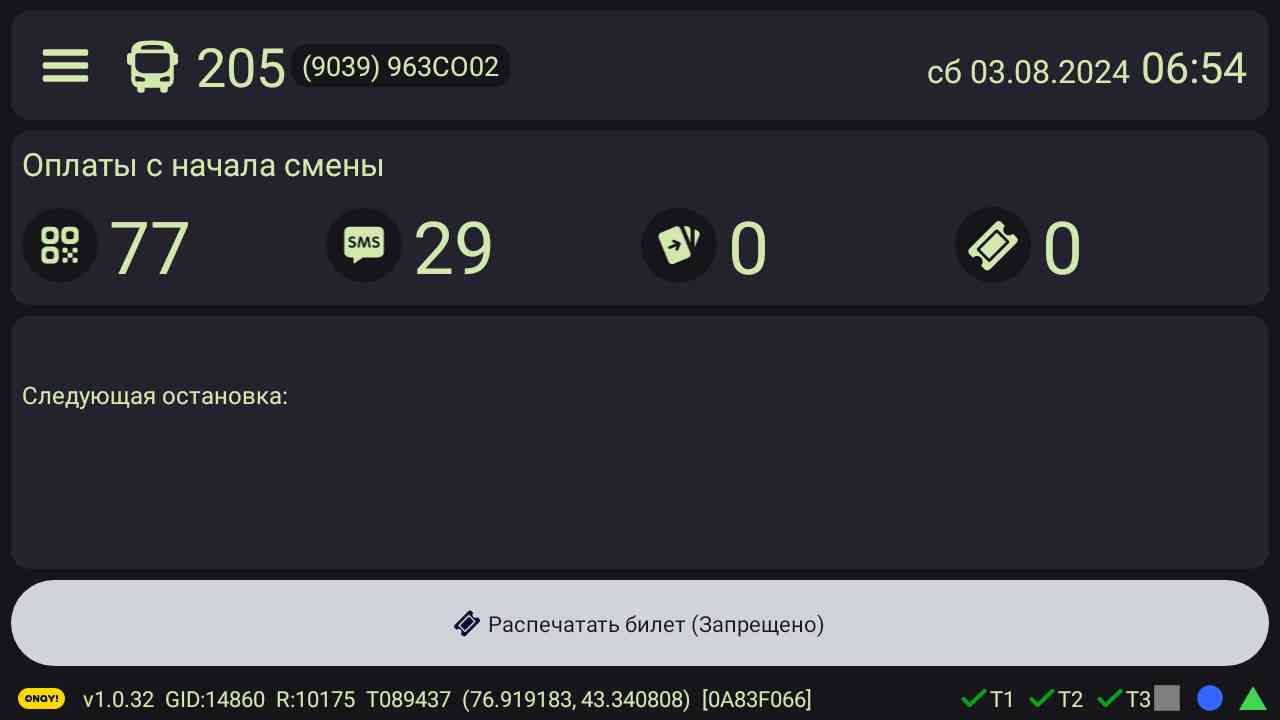 205 (9039) 963CO02 сб 03.08.2024 06:54
Оплаты с начала смены
77 SMS 29 0 0
Следующая остановка:
Распечатать билет (Запрещено)
ONAY! v1.0.32 GID:14860 R:10175 T089437 (76.919183, 43.340808) [0A83F066] T1 T2 T3